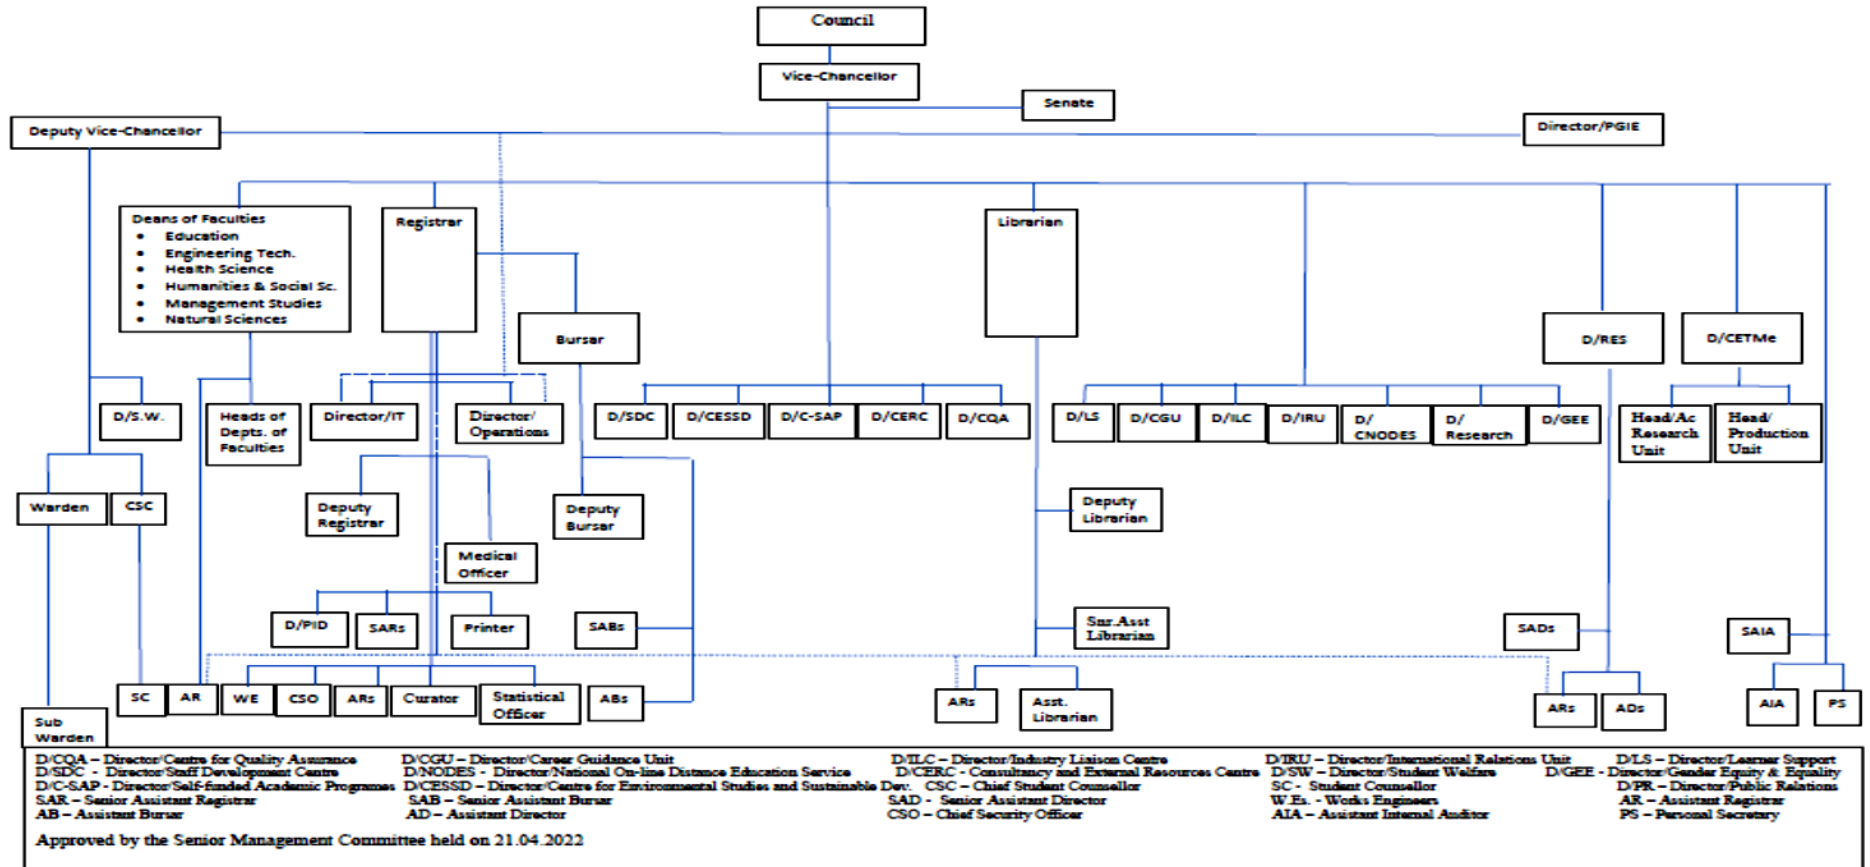 Council
Vice-Chancellor
Senate
Deputy Vice-Chancellor
Director/PGIE
Deans of Faculties
• Education
• Engineering Tech.
• Health Science
• Humanities & Social Sc.
• Management Studies
• Natural Sciences
Registrar
Librarian
Bursar
D/RES
D/CETMe
D/S.W.
Heads of
Depts. of
Faculties
Director/IT
Director/
Operations
D/SDC
D/CESSD
D/C-SAP
D/CERC
D/CQA
D/LS
D/CGU
D/ILC
D/IRU
D/
CNODES
D/
Research
D/GEE
Head/Ac
Research
Unit
Head/
Production
Unit
Warden
CSC
Deputy
Registrar
Deputy
Bursar
Deputy
Librarian
Medical
Officer
D/PID
SARs
Printer
SABs
Snr.Asst
Librarian
SADs
SAIA
SC
AR
WE
CSO
ARs
Curator
Statistical
Officer
ABs
ARs
Asst.
Librarian
ARs
ADs
AIA
PS
Sub
Warden
D/CQA – Director/Centre for Quality Assurance D/CGU – Director/Career Guidance Unit D/ILC – Director/Industry Liaison Centre D/IRU – Director/International Relations Unit D/LS – Director/Learner Support
D/SDC - Director/Staff Development Centre D/NODES - Director/National On-line Distance Education Service D/CERC - Consultancy and External Resources Centre D/SW – Director/Student Welfare D/GEE - Director/Gender Equity & Equality
D/C-SAP - Director/Self-funded Academic Programes D/CESSD – Director/Centre for Environmental Studies and Sustainable Dev. CSC – Chief Student Counsellor SC - Student Counsellor D/PR – Director/Public Relations
SAR – Senior Assistant Registrar SAB – Senior Assistant Bursar SAD - Senior Assistant Director W.Es. - Works Engineers AR – Assistant Registrar
AB – Assistant Bursar AD – Assistant Director CSO – Chief Security Officer AIA – Assistant Internal Auditor PS – Personal Secretary
Approved by the Senior Management Committee held on 21.04.2022